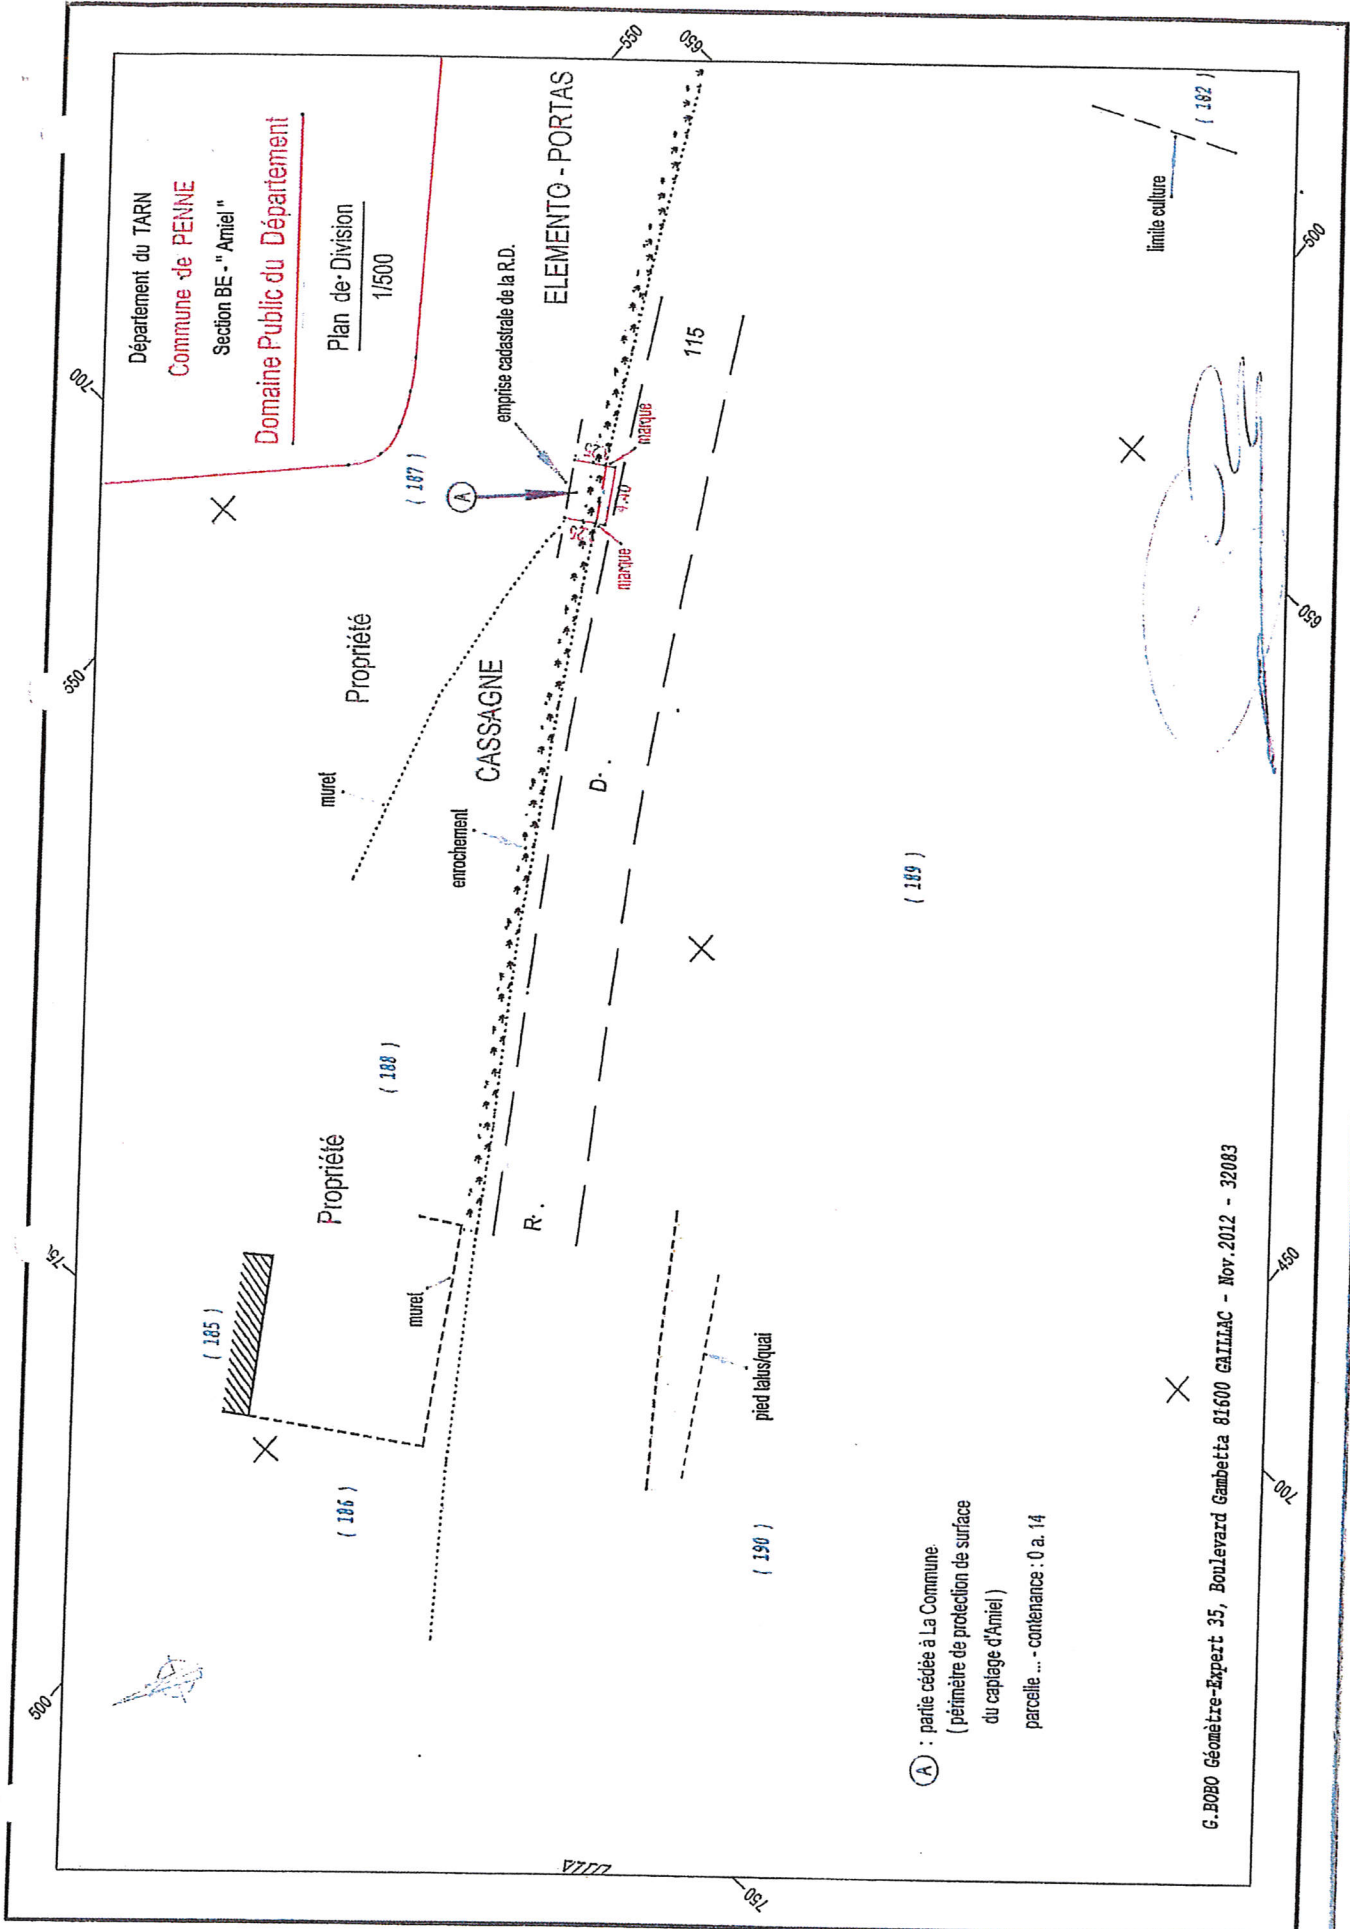 Département du TARN
Commune de PENNE
Section BE - "Amiel"
Domaine Public du Département
Plan de Division
1/500
500
700
550
650
( 185 )
( 186 )
Propriété
muret
( 188 )
muret
Propriété
CASSAGNE
enrochement
( 187 )
A
emprise cadastrale de la R.D.
ELEMENTO - PORTAS
marque
4.40
marque
R. D. 115
( 189 )
( 190 )
pied talus/quai
limite culture
( 182 )
A : partie cédée à La Commune
( périmètre de protection de surface
du captage d'Amiel )
parcelle ... - contenance : 0 a. 14
750
700
450
650
500
G.BOBO Géomètre-Expert 35, Boulevard Gambetta 81600 GAILLAC - Nov.2012 - 32083